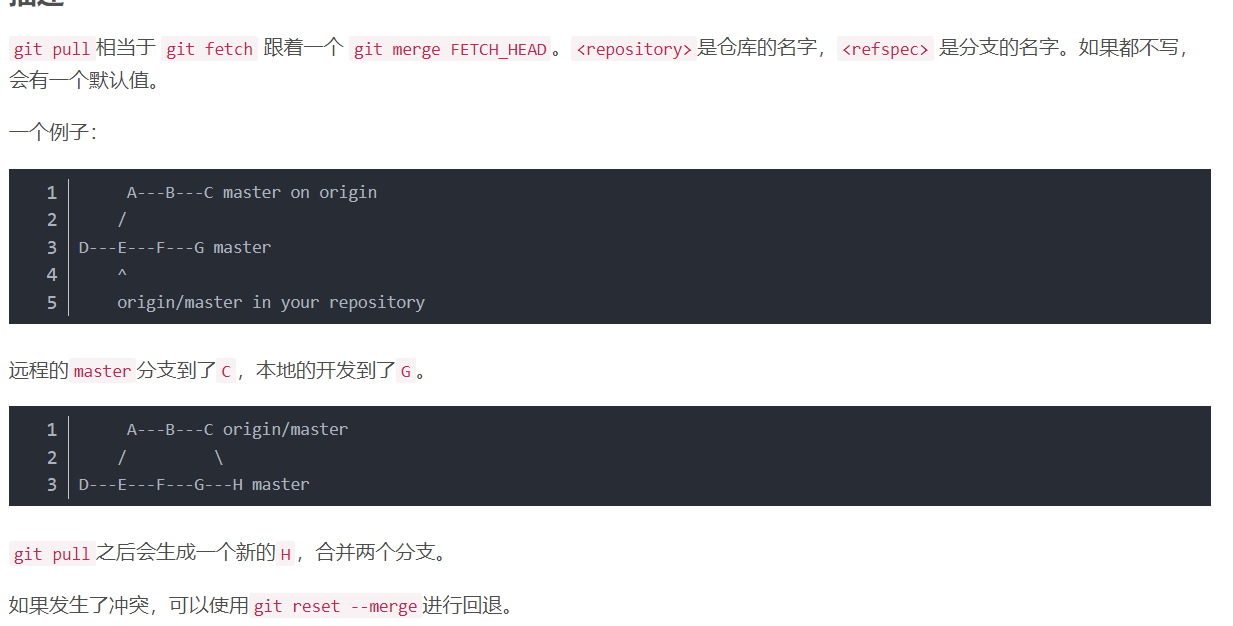 描述
git pull相当于 git fetch 跟着一个 git merge FETCH_HEAD。<repository>是仓库的名字，<refspec> 是分支的名字。如果都不写，
会有一个默认值。
一个例子：
1      A---B---C master on origin
2     /
3 D---E---F---G master
4     ^
5     origin/master in your repository
远程的master分支到了C，本地的开发到了G。
1      A---B---C origin/master
2     /         \
3 D---E---F---G---H master
git pull之后会生成一个新的H，合并两个分支。
如果发生了冲突，可以使用git reset --merge进行回退。